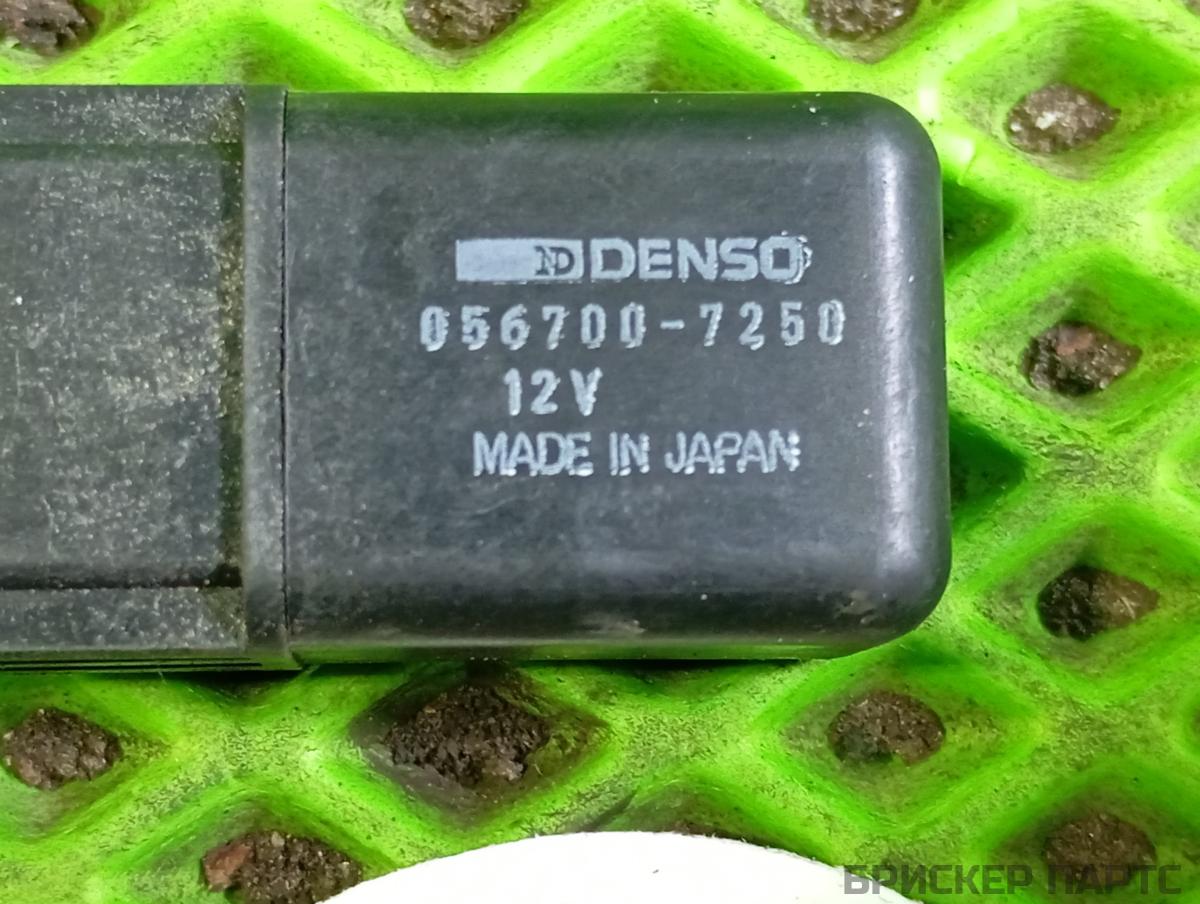 ND DENSO
056700-7250
12V
MADE IN JAPAN
БРИСКЕР ПАРТС